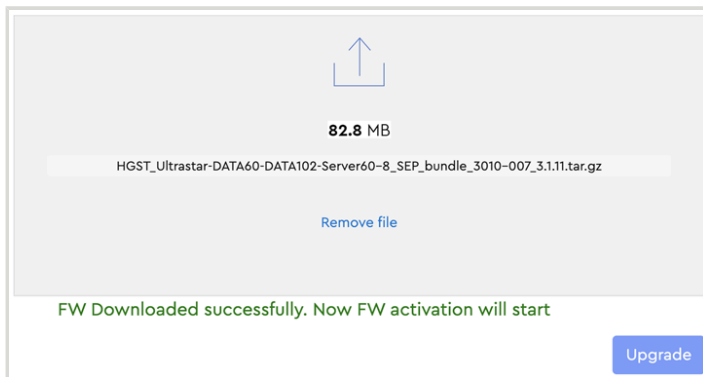 82.8 MB
HGST_Ultrastar-DATA60-DATA102-Server60-8_SEP_bundle_3010-007_3.1.11.tar.gz
Remove file
FW Downloaded successfully. Now FW activation will start
Upgrade